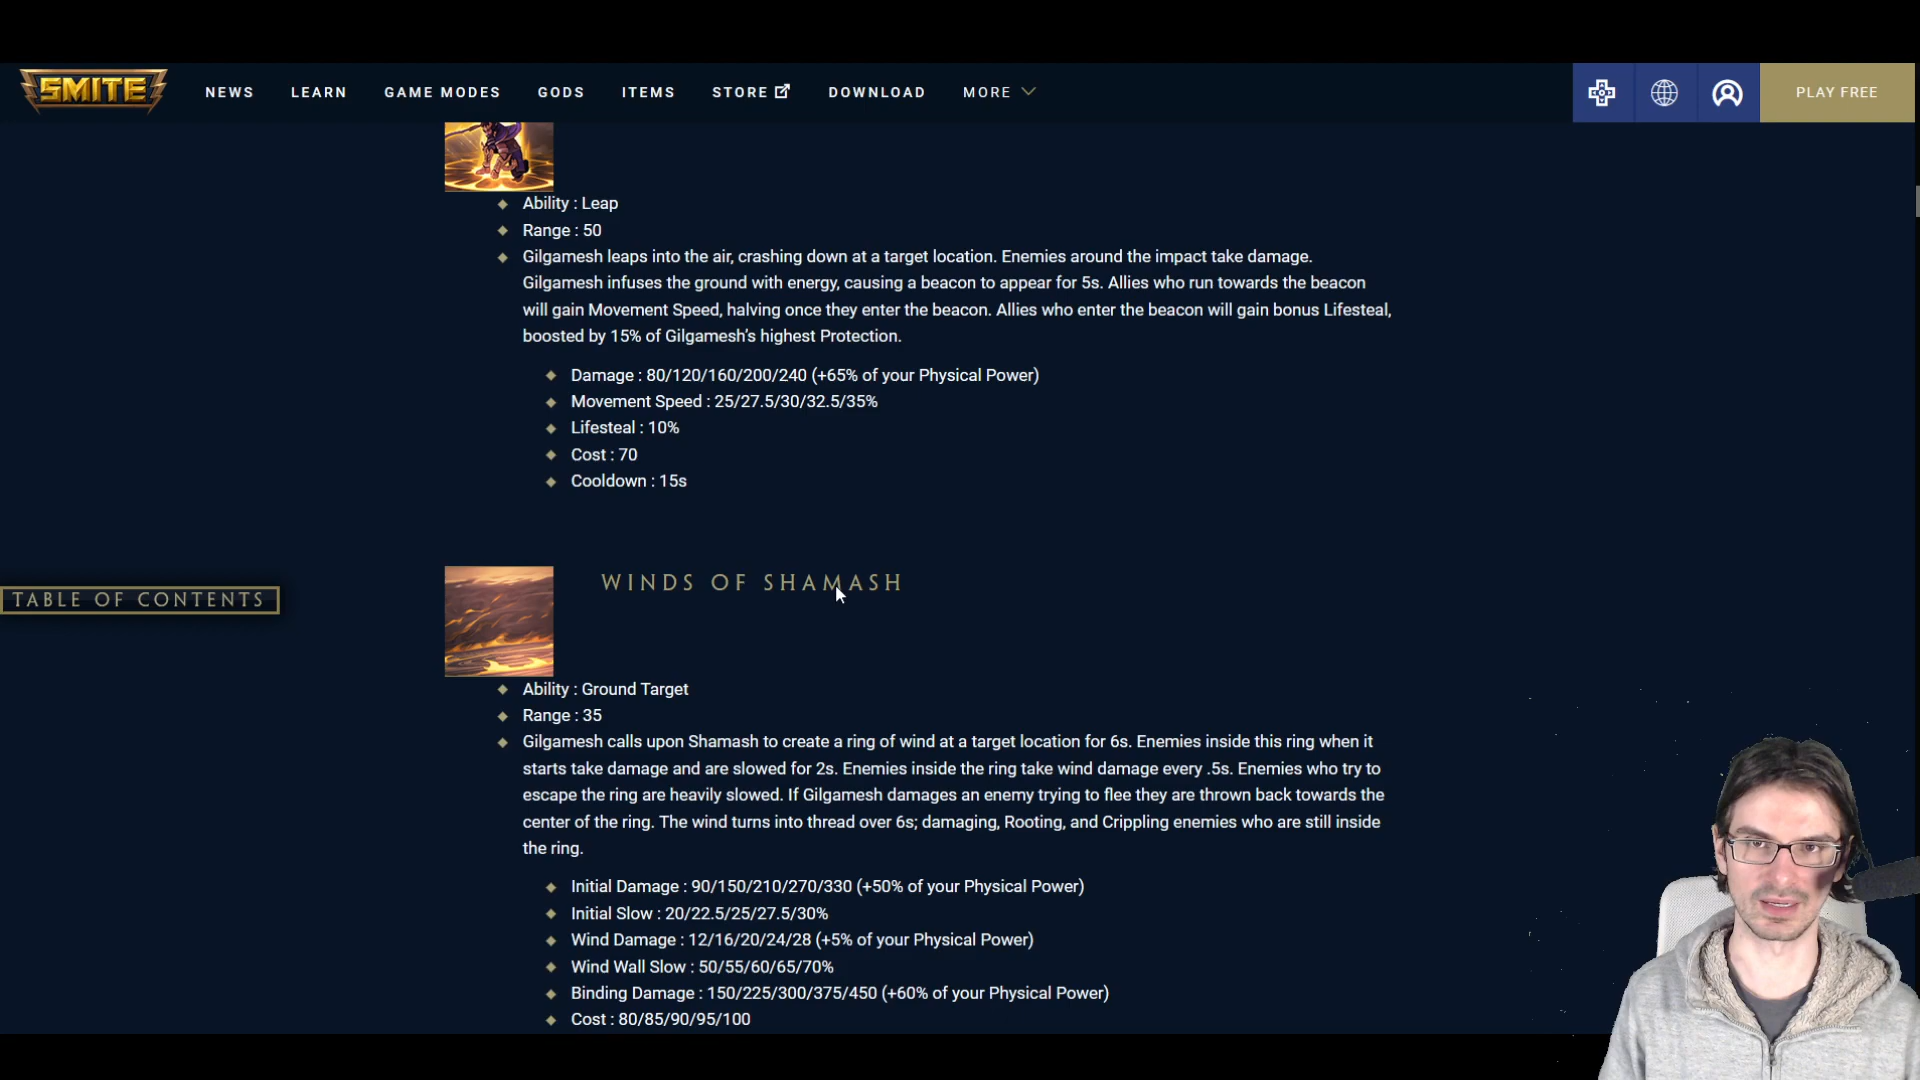 SMITE
NEWS LEARN GAME MODES GODS ITEMS STORE DOWNLOAD MORE PLAY FREE
Ability : Leap
Range : 50
Gilgamesh leaps into the air, crashing down at a target location. Enemies around the impact take damage.
Gilgamesh infuses the ground with energy, causing a beacon to appear for 5s. Allies who run towards the beacon
will gain Movement Speed, halving once they enter the beacon. Allies who enter the beacon will gain bonus Lifesteal,
boosted by 15% of Gilgamesh's highest Protection.
Damage : 80/120/160/200/240 (+65% of your Physical Power)
Movement Speed : 25/27.5/30/32.5/35%
Lifesteal : 10%
Cost : 70
Cooldown : 15s
WINDS OF SHAMASH
TABLE OF CONTENTS
Ability : Ground Target
Range : 35
Gilgamesh calls upon Shamash to create a ring of wind at a target location for 6s. Enemies inside this ring when it
starts take damage and are slowed for 2s. Enemies inside the ring take wind damage every .5s. Enemies who try to
escape the ring are heavily slowed. If Gilgamesh damages an enemy trying to flee they are thrown back towards the
center of the ring. The wind turns into thread over 6s; damaging, Rooting, and Crippling enemies who are still inside
the ring.
Initial Damage : 90/150/210/270/330 (+50% of your Physical Power)
Initial Slow : 20/22.5/25/27.5/30%
Wind Damage : 12/16/20/24/28 (+5% of your Physical Power)
Wind Wall Slow : 50/55/60/65/70%
Binding Damage : 150/225/300/375/450 (+60% of your Physical Power)
Cost : 80/85/90/95/100